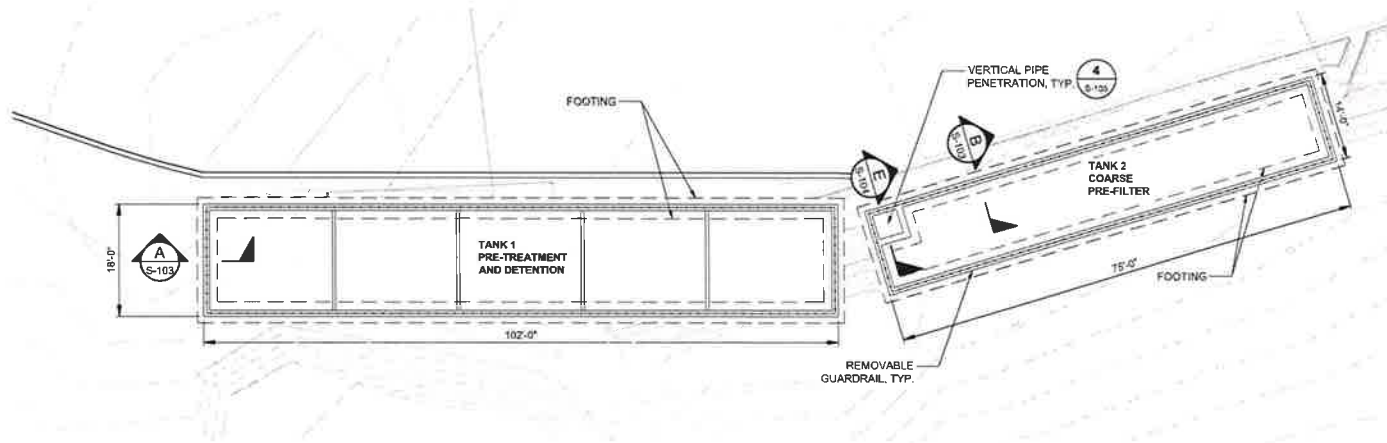 VERTICAL PIPE
PENETRATION, TYP.
4
S-105
FOOTING
B
S-103
14'-0"
TANK 2
COARSE
PRE-FILTER
E
S-104
18'-0"
A
S-103
TANK 1
PRE-TREATMENT
AND DETENTION
75'-0"
FOOTING
102'-0"
REMOVABLE
GUARDRAIL, TYP.